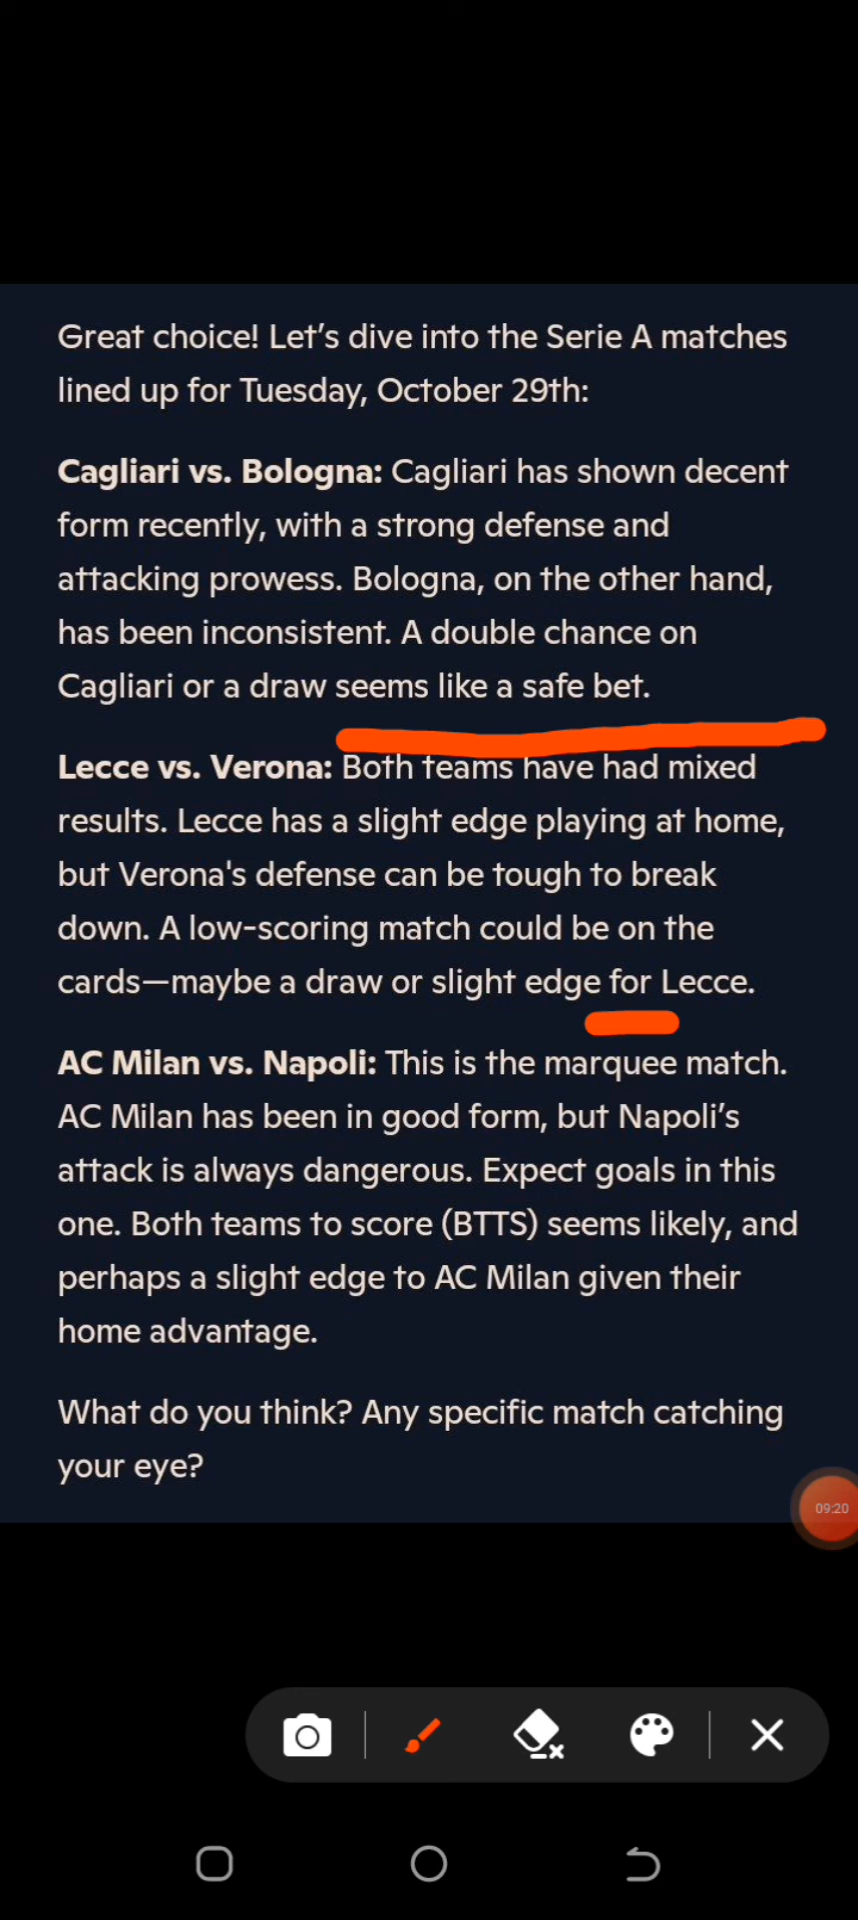 Great choice! Let’s dive into the Serie A matches
lined up for Tuesday, October 29th:
Cagliari vs. Bologna: Cagliari has shown decent
form recently, with a strong defense and
attacking prowess. Bologna, on the other hand,
has been inconsistent. A double chance on
Cagliari or a draw seems like a safe bet.
Lecce vs. Verona: Both teams have had mixed
results. Lecce has a slight edge playing at home,
but Verona's defense can be tough to break
down. A low-scoring match could be on the
cards—maybe a draw or slight edge for Lecce.
AC Milan vs. Napoli: This is the marquee match.
AC Milan has been in good form, but Napoli’s
attack is always dangerous. Expect goals in this
one. Both teams to score (BTTS) seems likely, and
perhaps a slight edge to AC Milan given their
home advantage.
What do you think? Any specific match catching
your eye?
09:20